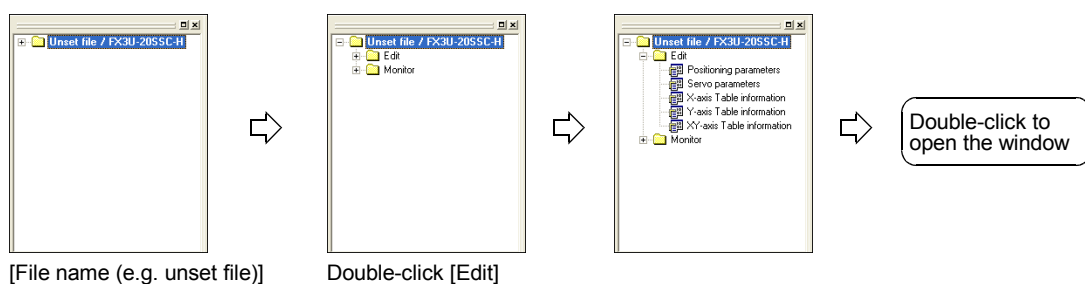 Unset file / FX3U-20SSC-H
Unset file / FX3U-20SSC-H
Edit
Monitor
Unset file / FX3U-20SSC-H
Edit
Positioning parameters
Servo parameters
X-axis Table information
Y-axis Table information
XY-axis Table information
Monitor
Double-click to
open the window
[File name (e.g. unset file)]
Double-click [Edit]